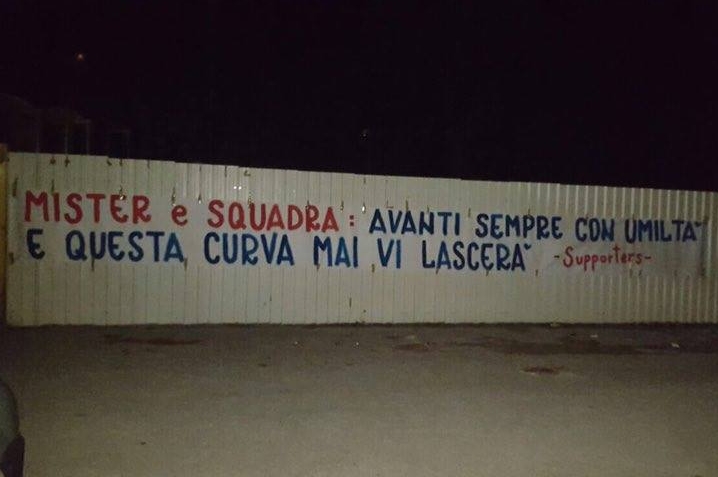 MISTER e SQUADRA: AVANTI SEMPRE CON UMILTA'
E QUESTA CURVA MAI VI LASCERA' -Supporters-